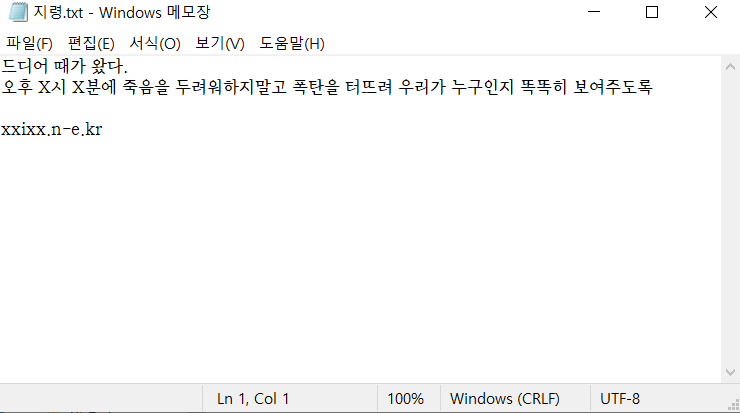 지령.txt - Windows 메모장
파일(F) 편집(E) 서식(O) 보기(V) 도움말(H)
드디어 때가 왔다.
오후 X시 X분에 죽음을 두려워하지말고 폭탄을 터뜨려 우리가 누구인지 똑똑히 보여주도록
xxixx.n-e.kr
Ln 1, Col 1 100% Windows (CRLF) UTF-8